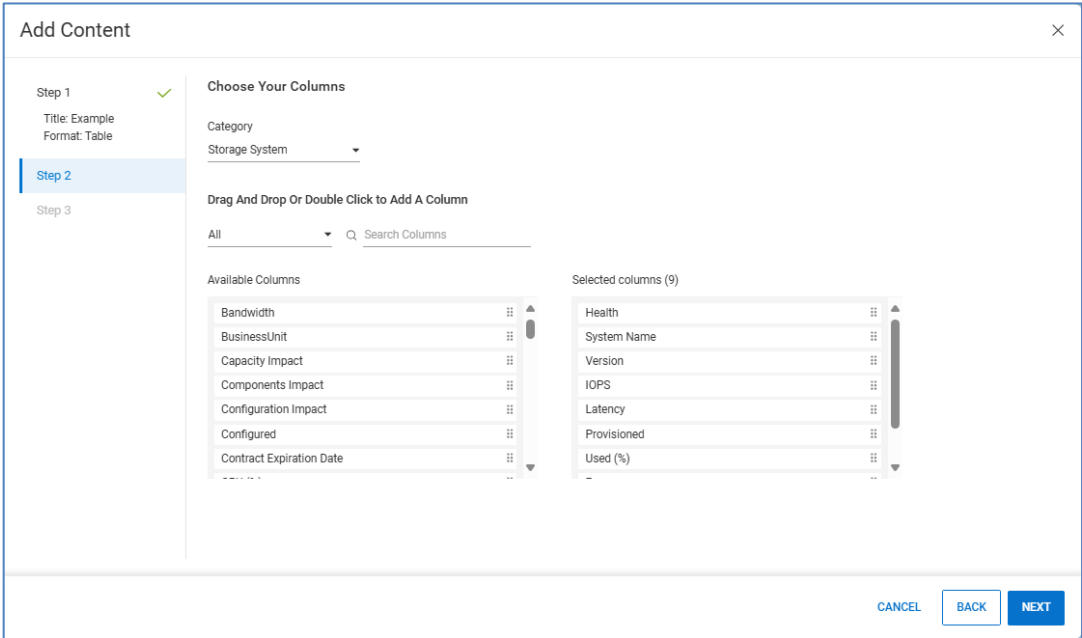 Add Content
Step 1
Title: Example
Format: Table
Step 2
Step 3
Choose Your Columns
Category
Storage System
Drag And Drop Or Double Click to Add A Column
All
Search Columns
Available Columns
Bandwidth
BusinessUnit
Capacity Impact
Components Impact
Configuration Impact
Configured
Contract Expiration Date
Selected columns (9)
Health
System Name
Version
IOPS
Latency
Provisioned
Used (%)
CANCEL
BACK
NEXT